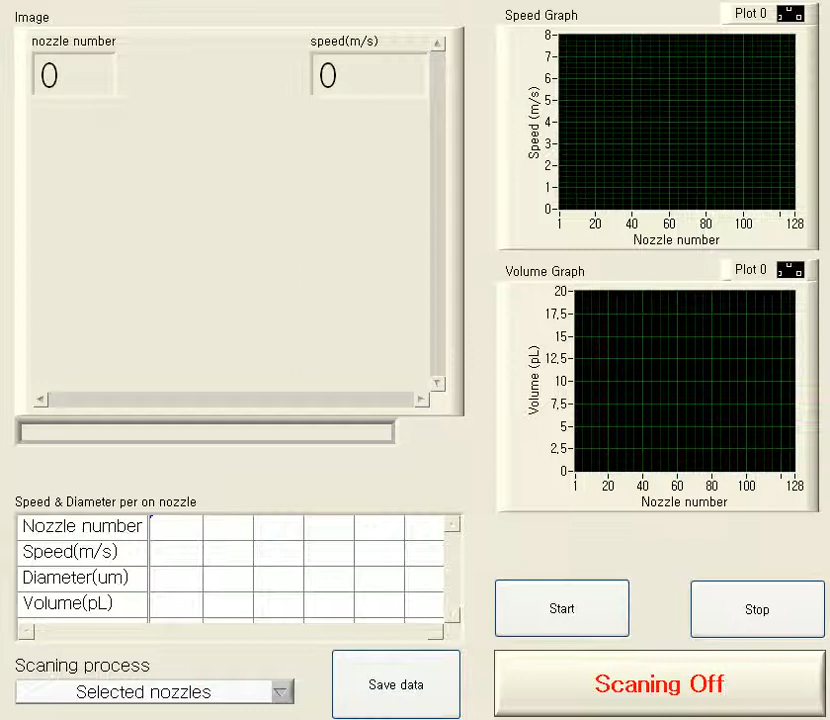 Image
nozzle number
speed(m/s)
0
0
Speed Graph
Plot 0
8
7
6
5
4
3
2
1
0
Speed (m/s)
1 20 40 60 80 100 128
Nozzle number
Volume Graph
Plot 0
20
17,5
15
12,5
10
7,5
5
2,5
0
Volume (pL)
1 20 40 60 80 100 128
Nozzle number
Speed & Diameter per on nozzle
Nozzle number
Speed(m/s)
Diameter(um)
Volume(pL)
Start
Stop
Scaning process
Selected nozzles
Save data
Scaning Off